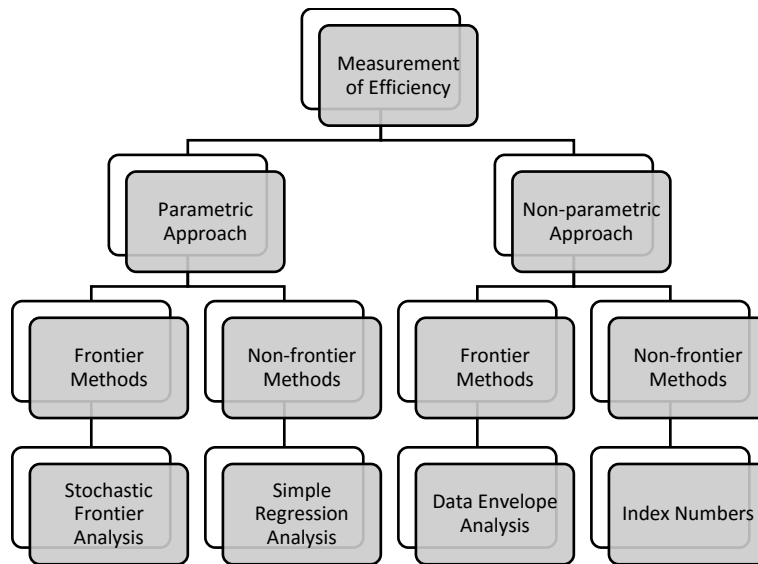 Measurement
of Efficiency
Parametric
Approach
Non-parametric
Approach
Frontier
Methods
Non-frontier
Methods
Frontier
Methods
Non-frontier
Methods
Stochastic
Frontier
Analysis
Simple
Regression
Analysis
Data Envelope
Analysis
Index Numbers